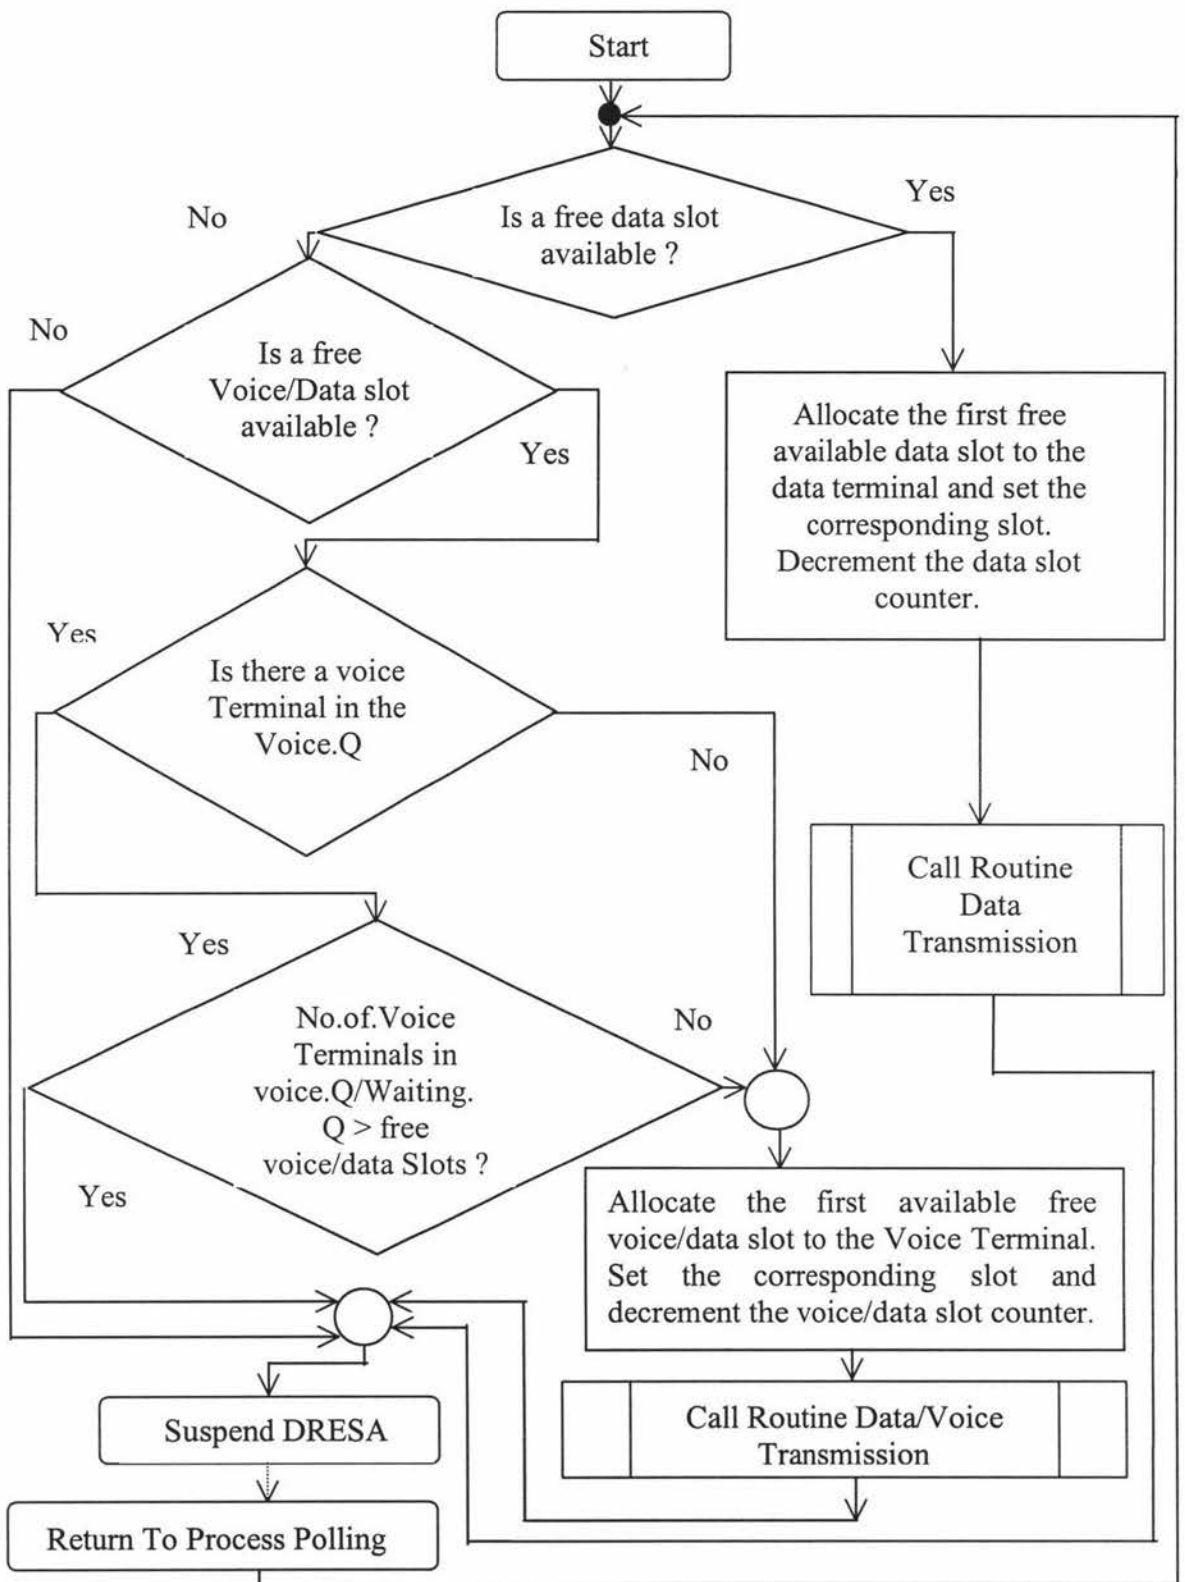 Start
Is a free data slot
available ?
Yes
No
No
Is a free
Voice/Data slot
available ?
Yes
Allocate the first free
available data slot to the
data terminal and set the
corresponding slot.
Decrement the data slot
counter.
Yes
Is there a voice
Terminal in the
Voice.Q
No
Call Routine
Data
Transmission
Yes
No.of.Voice
Terminals in
voice.Q/Waiting.
Q > free
voice/data Slots ?
No
Yes
Allocate the first available free
voice/data slot to the Voice Terminal.
Set the corresponding slot and
decrement the voice/data slot counter.
Call Routine Data/Voice
Transmission
Suspend DRESA
Return To Process Polling